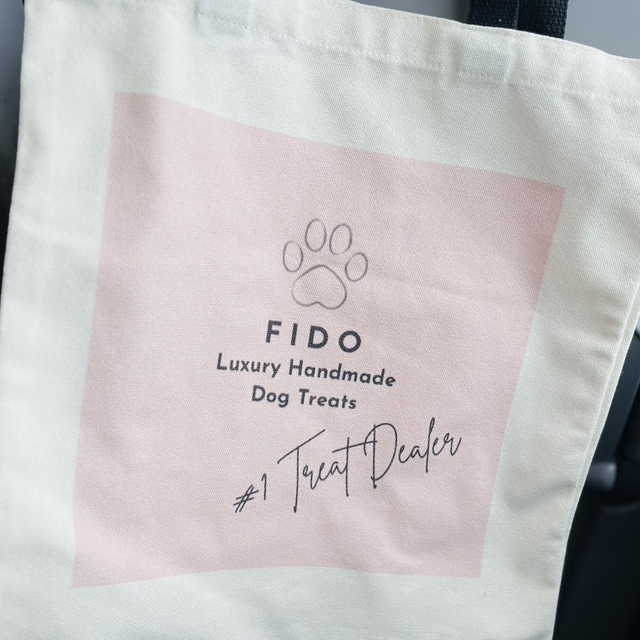 FIDO
Luxury Handmade
Dog Treats
#1 Treat Dealer